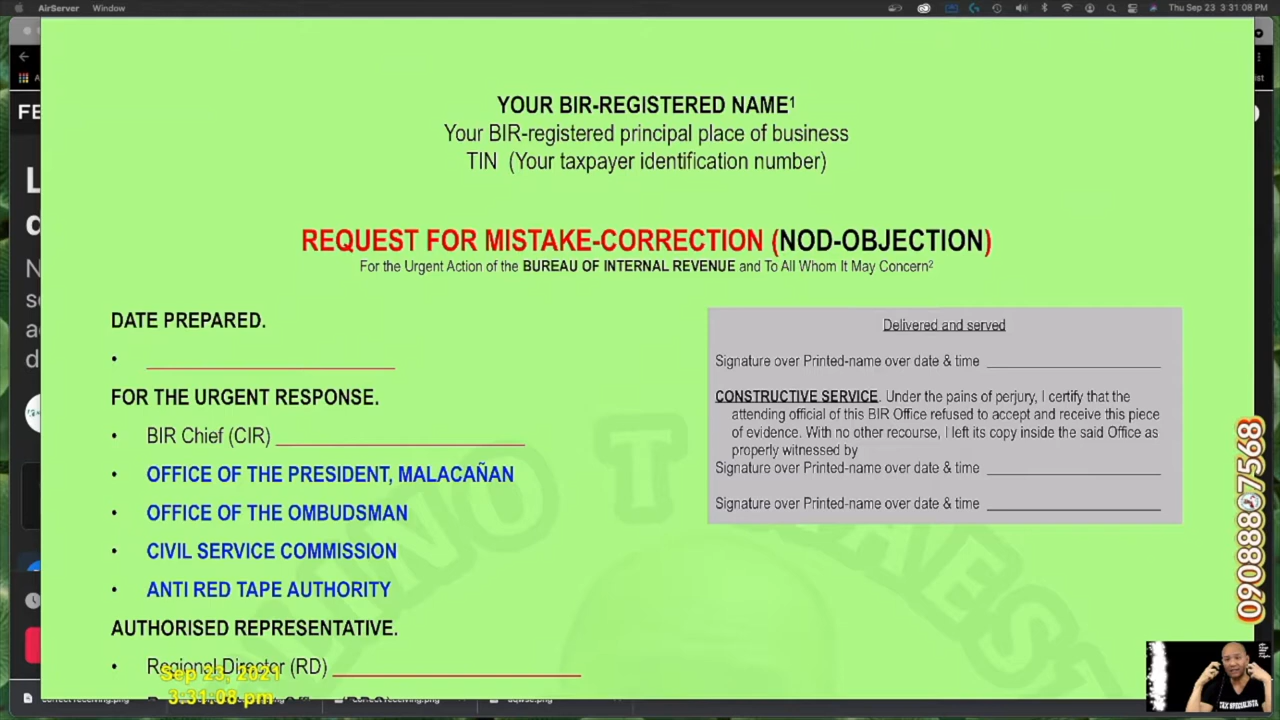 AirServer Window Thu Sep 23 3:31:08 PM
YOUR BIR-REGISTERED NAME1
Your BIR-registered principal place of business
TIN (Your taxpayer identification number)
REQUEST FOR MISTAKE-CORRECTION (NOD-OBJECTION)
For the Urgent Action of the BUREAU OF INTERNAL REVENUE and To All Whom It May Concern2
DATE PREPARED.
FOR THE URGENT RESPONSE.
• BIR Chief (CIR)
• OFFICE OF THE PRESIDENT, MALACAÑAN
• OFFICE OF THE OMBUDSMAN
• CIVIL SERVICE COMMISSION
• ANTI RED TAPE AUTHORITY
AUTHORISED REPRESENTATIVE.
• Regional Director (RD)
Delivered and served
Signature over Printed-name over date & time
CONSTRUCTIVE SERVICE. Under the pains of perjury, I certify that the
attending official of this BIR Office refused to accept and receive this piece
of evidence. With no other recourse, I left its copy inside the said Office as
properly witnessed by
Signature over Printed-name over date & time
Signature over Printed-name over date & time
Sep 23, 2021
3:31:08 pm
09088807568
TAX SPECIALISTA